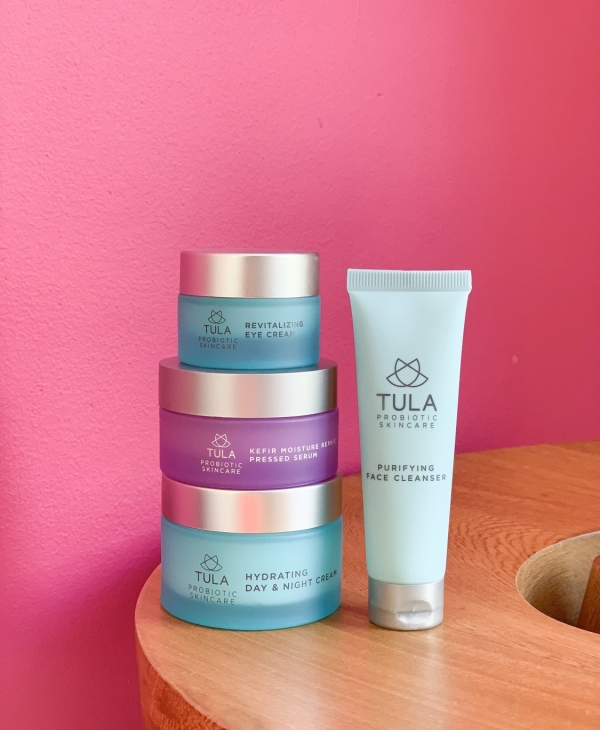 TULA
PROBIOTIC
SKINCARE
REVITALIZING
EYE CREAM
TULA
PROBIOTIC
SKINCARE
KEFIR MOISTURE REPAIR
PRESSED SERUM
TULA
PROBIOTIC
SKINCARE
HYDRATING
DAY & NIGHT CREAM
TULA
PROBIOTIC
SKINCARE
PURIFYING
FACE CLEANSER